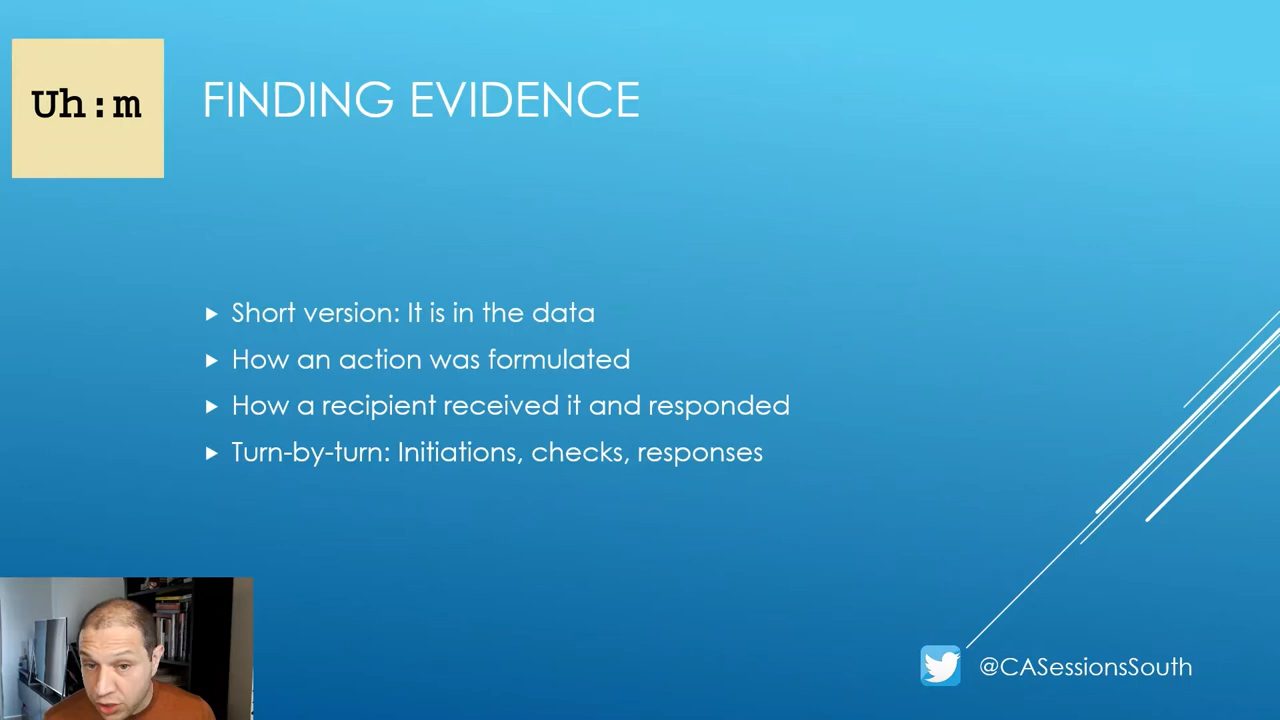 Uh:m
FINDING EVIDENCE
Short version: It is in the data
How an action was formulated
How a recipient received it and responded
Turn-by-turn: Initiations, checks, responses
@CASessionsSouth